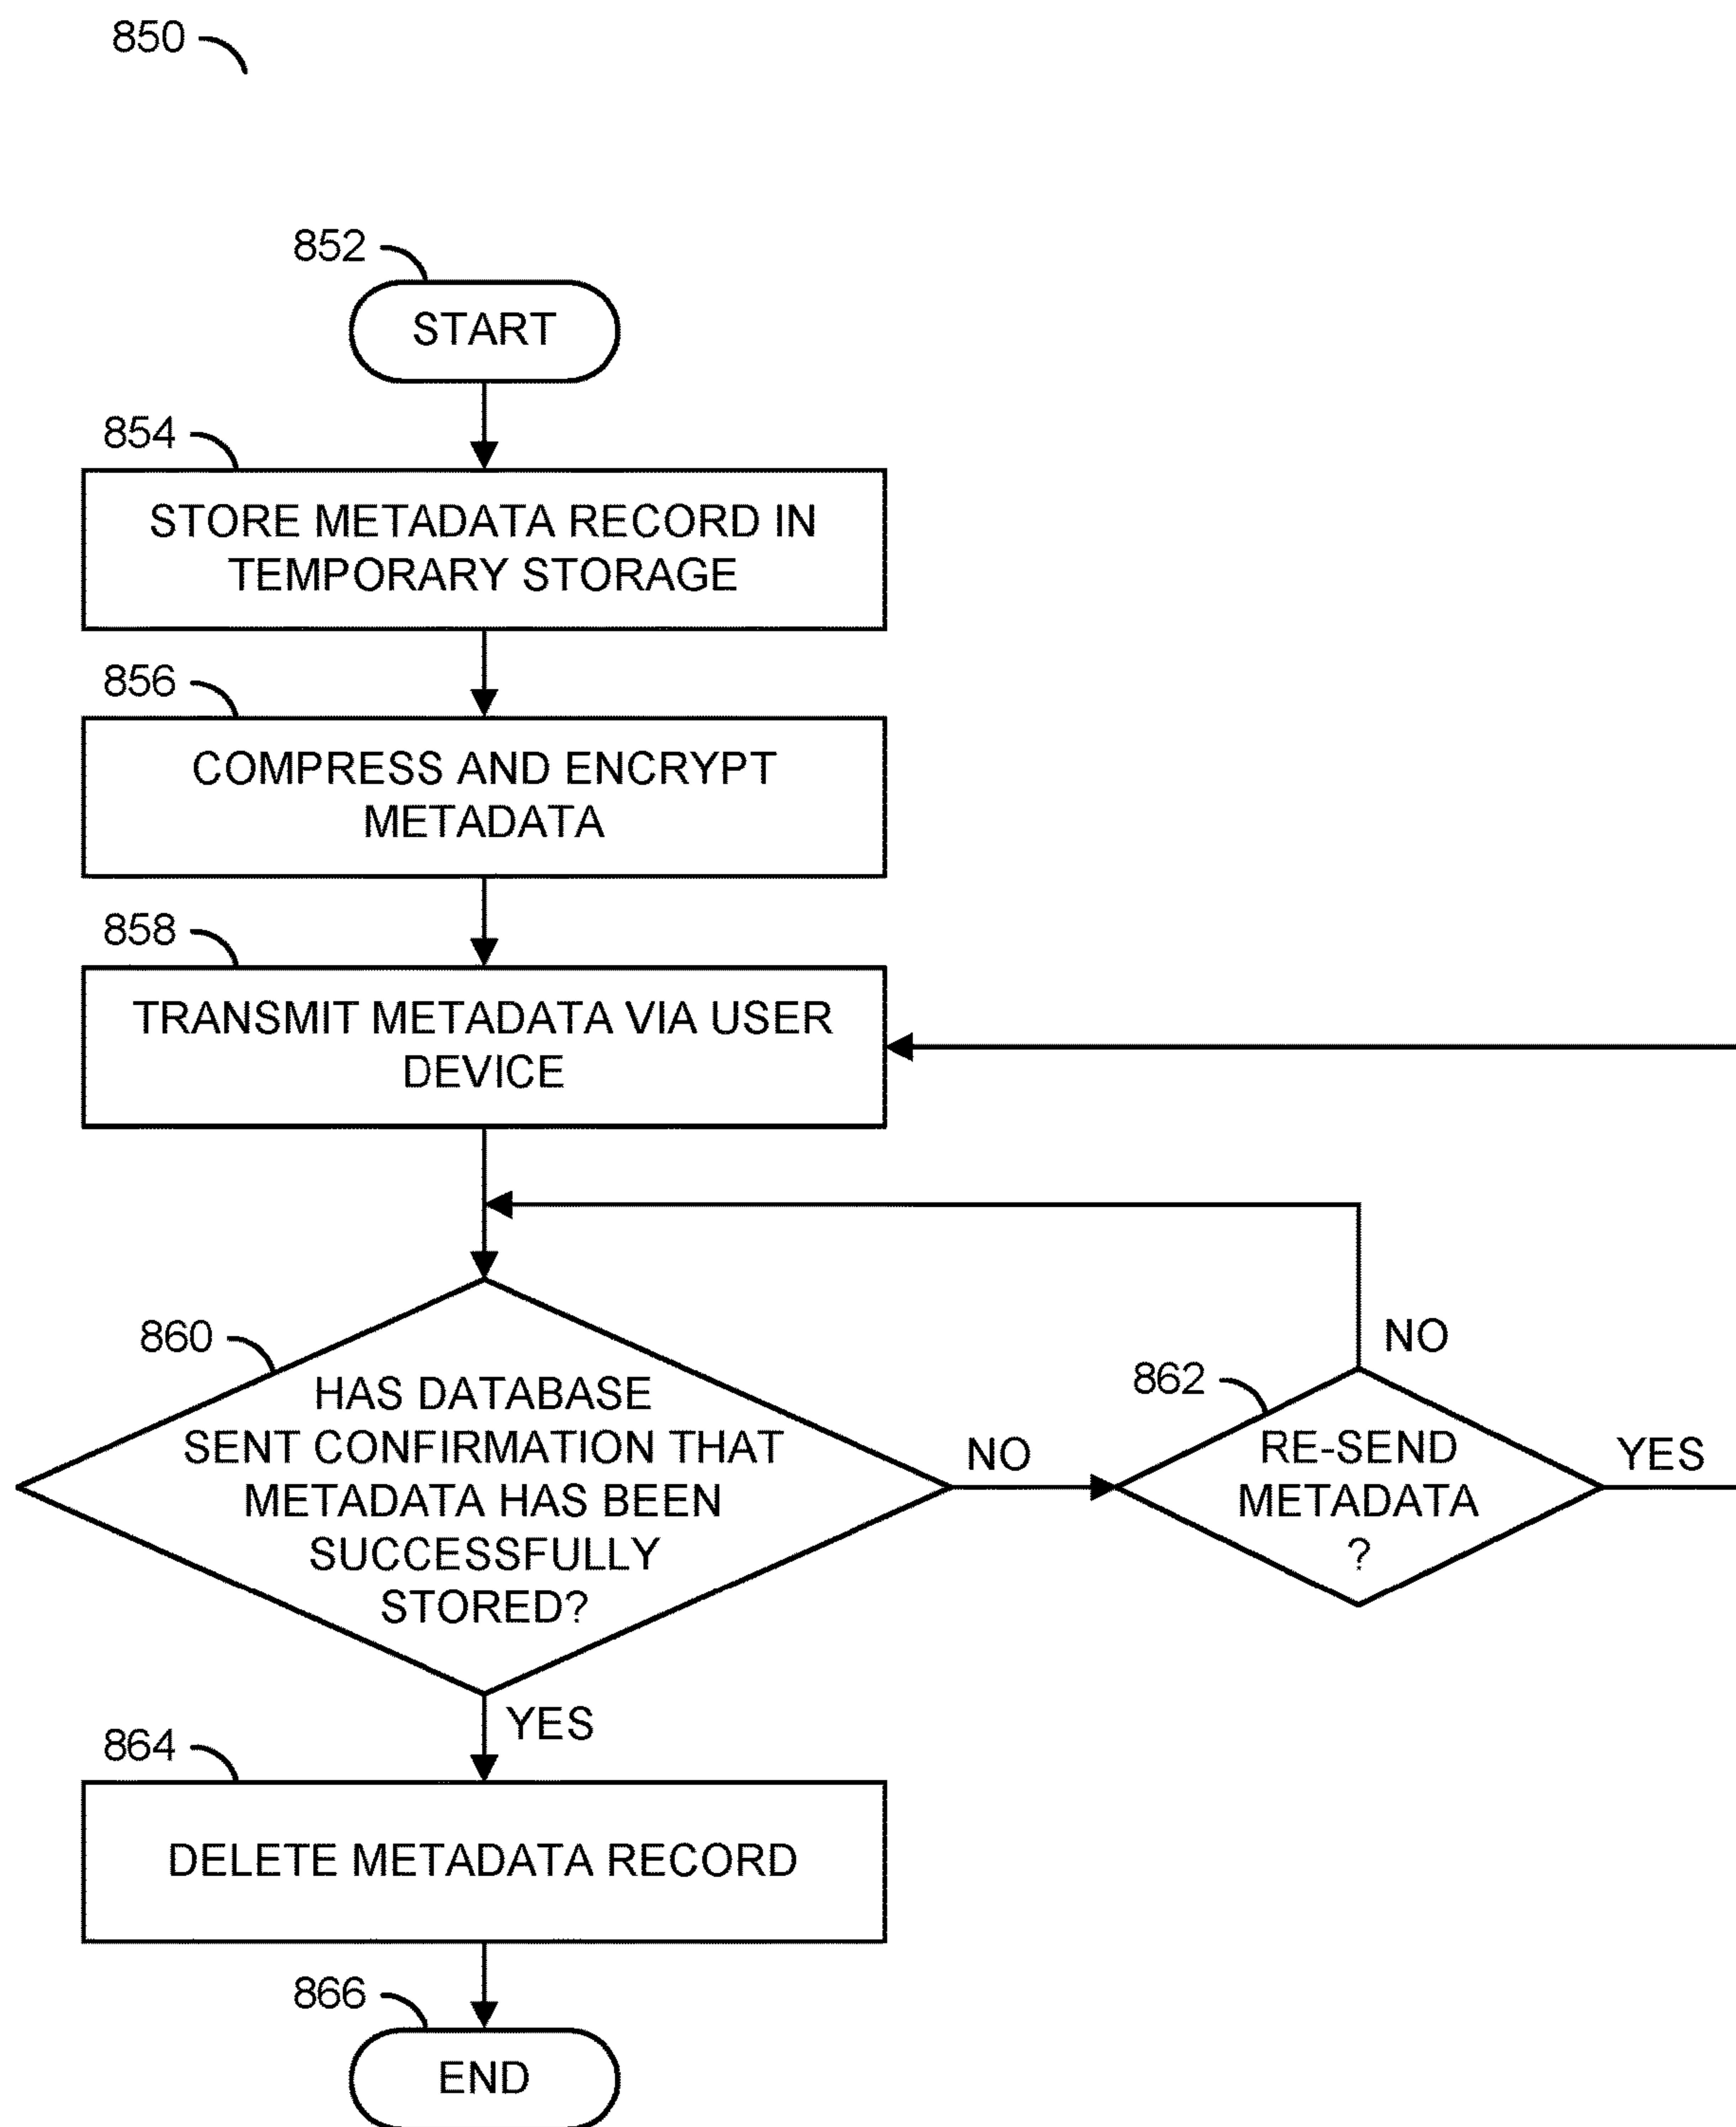 850
852
START
854
STORE METADATA RECORD IN
TEMPORARY STORAGE
856
COMPRESS AND ENCRYPT
METADATA
858
TRANSMIT METADATA VIA USER
DEVICE
860
HAS DATABASE
SENT CONFIRMATION THAT
METADATA HAS BEEN
SUCCESSFULLY
STORED?
NO
862
RE-SEND
METADATA
?
NO
YES
YES
864
DELETE METADATA RECORD
866
END